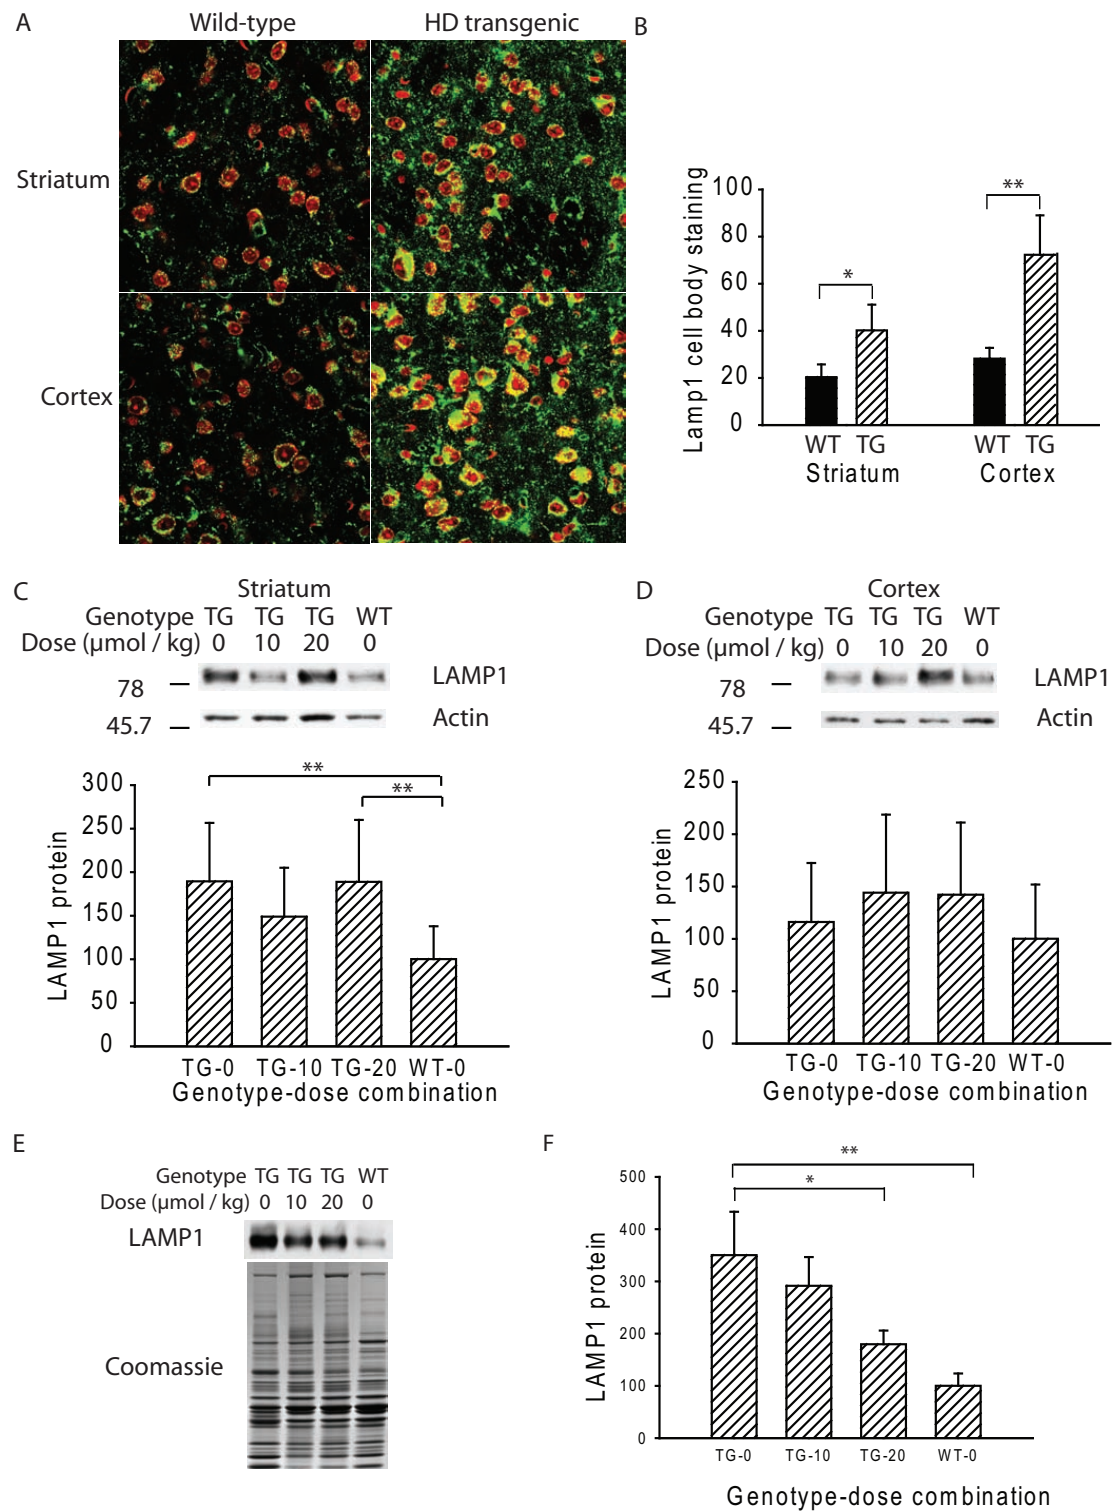 A
Wild-type HD transgenic
B
Striatum
Cortex
Lamp1 cell body staining
100
80
60
40
20
0
*
**
WT TG WT TG
Striatum Cortex
C
Striatum
Genotype TG TG TG WT
Dose (µmol / kg) 0 10 20 0
78 LAMP1
45.7 Actin
LAMP1 protein
300
250
200
150
100
50
0
**
**
TG-0 TG-10 TG-20 WT-0
Genotype-dose combination
D
Cortex
Genotype TG TG TG WT
Dose (µmol / kg) 0 10 20 0
78 LAMP1
45.7 Actin
LAMP1 protein
250
200
150
100
50
0
TG-0 TG-10 TG-20 WT-0
Genotype-dose combination
E
Genotype TG TG TG WT
Dose (µmol / kg) 0 10 20 0
LAMP1
Coomassie
F
LAMP1 protein
500
400
300
200
100
0
**
*
TG-0 TG-10 TG-20 WT-0
Genotype-dose combination